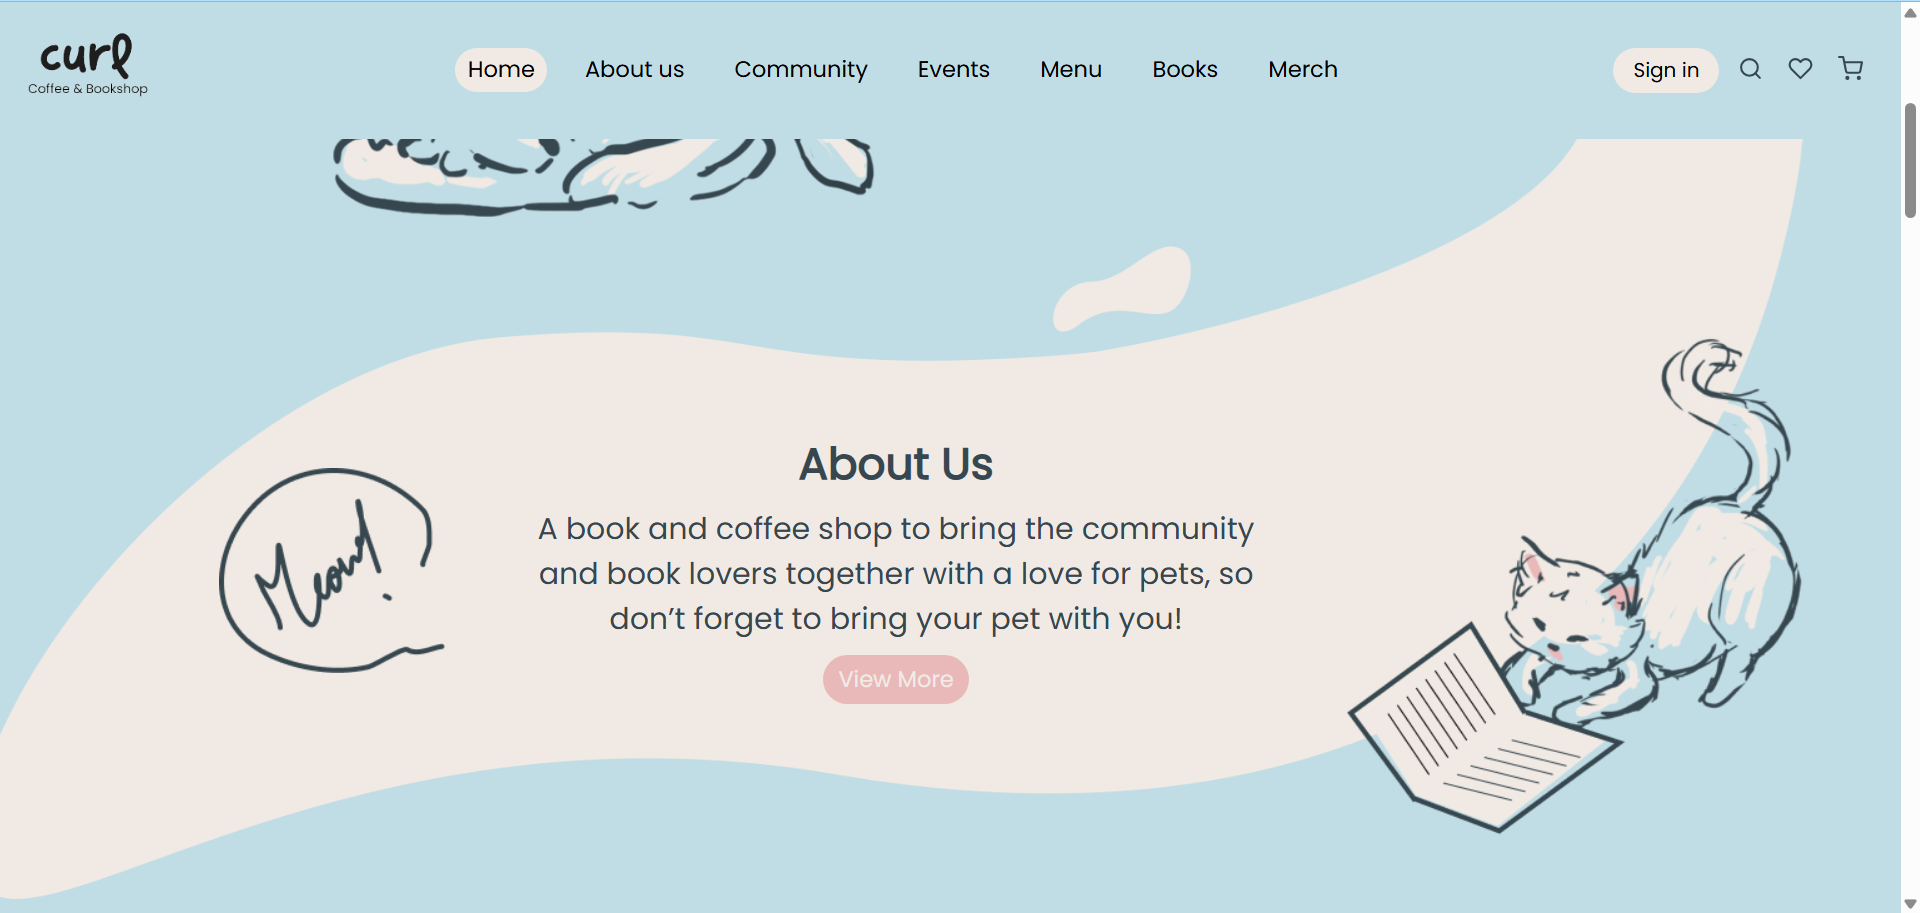 curl
Coffee & Bookshop
Home
About us
Community
Events
Menu
Books
Merch
Sign in
About Us
A book and coffee shop to bring the community
and book lovers together with a love for pets, so
don’t forget to bring your pet with you!
Meow!
View More